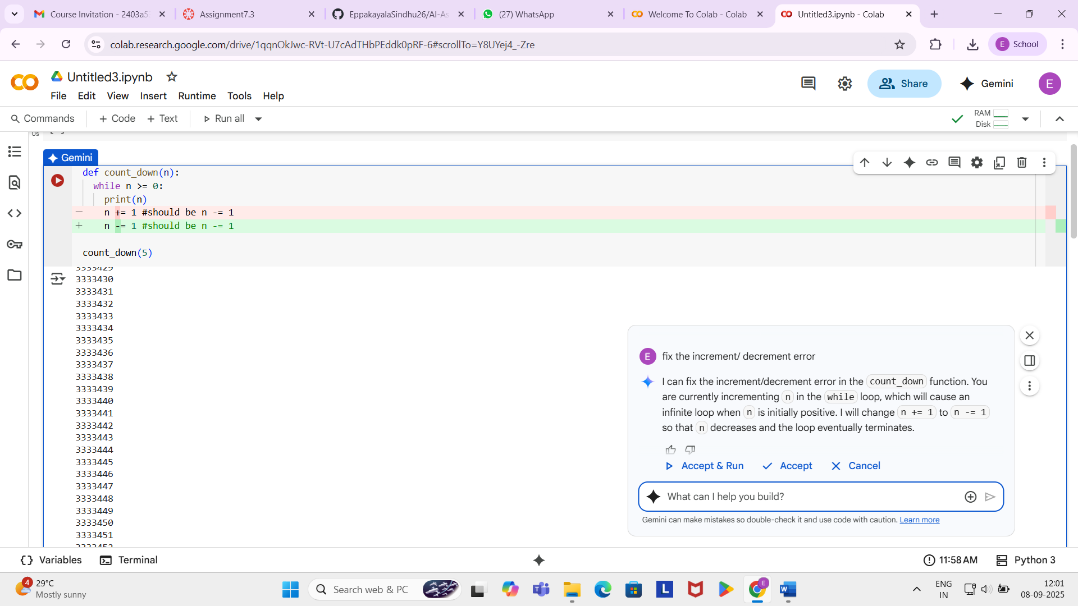 Course Invitation - 2403a5
Assignment7.3
EppakayalaSindhu26/AI-As
(27) WhatsApp
Welcome To Colab - Colab
Untitled3.ipynb - Colab
colab.research.google.com/drive/1qqnOkJwc-RVt-U7cAdTHbPEddk0pRF-6#scrollTo=Y8UYej4_-Zre
E School
CO Untitled3.ipynb
File Edit View Insert Runtime Tools Help
Share
Gemini
E
Commands + Code + Text Run all
RAM
Disk
0s
Gemini
def count_down(n):
while n >= 0:
print(n)
− n += 1 #should be n -= 1
+ n -= 1 #should be n -= 1
count_down(5)
3333429
3333430
3333431
3333432
3333433
3333434
3333435
3333436
3333437
3333438
3333439
3333440
3333441
3333442
3333443
3333444
3333445
3333446
3333447
3333448
3333449
3333450
3333451
3333452
E fix the increment/ decrement error
I can fix the increment/decrement error in the count_down function. You
are currently incrementing n in the while loop, which will cause an
infinite loop when n is initially positive. I will change n += 1 to n -= 1
so that n decreases and the loop eventually terminates.
Accept & Run Accept Cancel
What can I help you build?
Gemini can make mistakes so double-check it and use code with caution. Learn more
Variables Terminal
11:58 AM Python 3
4
29°C
Mostly sunny
Search web & PC
L
E
W
ENG
IN
12:01
08-09-2025